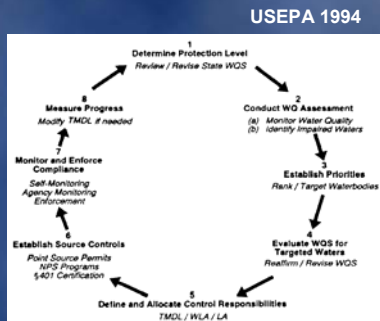 USEPA 1994
1
Determine Protection Level
Review / Revise State WQS
2
Conduct WQ Assessment
(a) Monitor Water Quality
(b) Identify Impaired Waters
3
Establish Priorities
Rank / Target Waterbodies
4
Evaluate WQS for
Targeted Waters
Reaffirm / Revise WQS
5
Define and Allocate Control Responsibilities
TMDL / WLA / LA
6
Establish Source Controls
Point Source Permits
NPS Programs
§401 Certification
7
Monitor and Enforce
Compliance
Self-Monitoring
Agency Monitoring
Enforcement
8
Measure Progress
Modify TMDL if needed